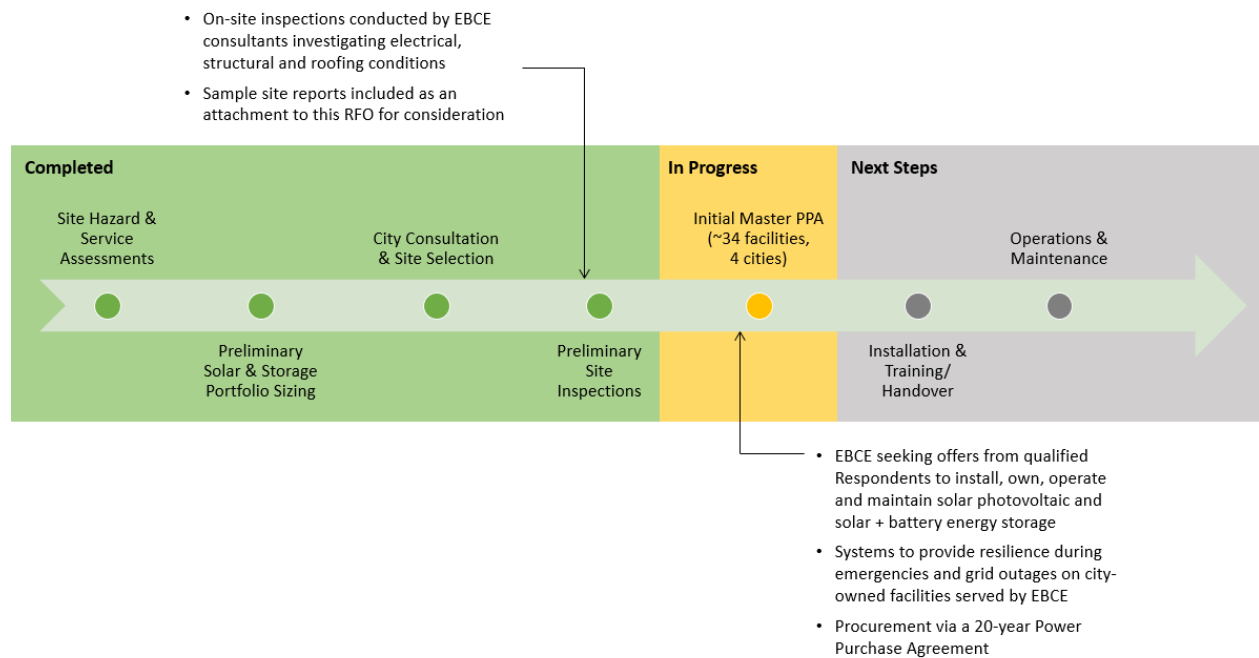 • On-site inspections conducted by EBCE
consultants investigating electrical,
structural and roofing conditions
• Sample site reports included as an
attachment to this RFO for consideration
Completed
In Progress
Next Steps
Site Hazard &
Service
Assessments
City Consultation
& Site Selection
Initial Master PPA
(~34 facilities,
4 cities)
Operations &
Maintenance
Preliminary
Solar & Storage
Portfolio Sizing
Preliminary
Site
Inspections
Installation &
Training/
Handover
• EBCE seeking offers from qualified
Respondents to install, own, operate
and maintain solar photovoltaic and
solar + battery energy storage
• Systems to provide resilience during
emergencies and grid outages on city-
owned facilities served by EBCE
• Procurement via a 20-year Power
Purchase Agreement